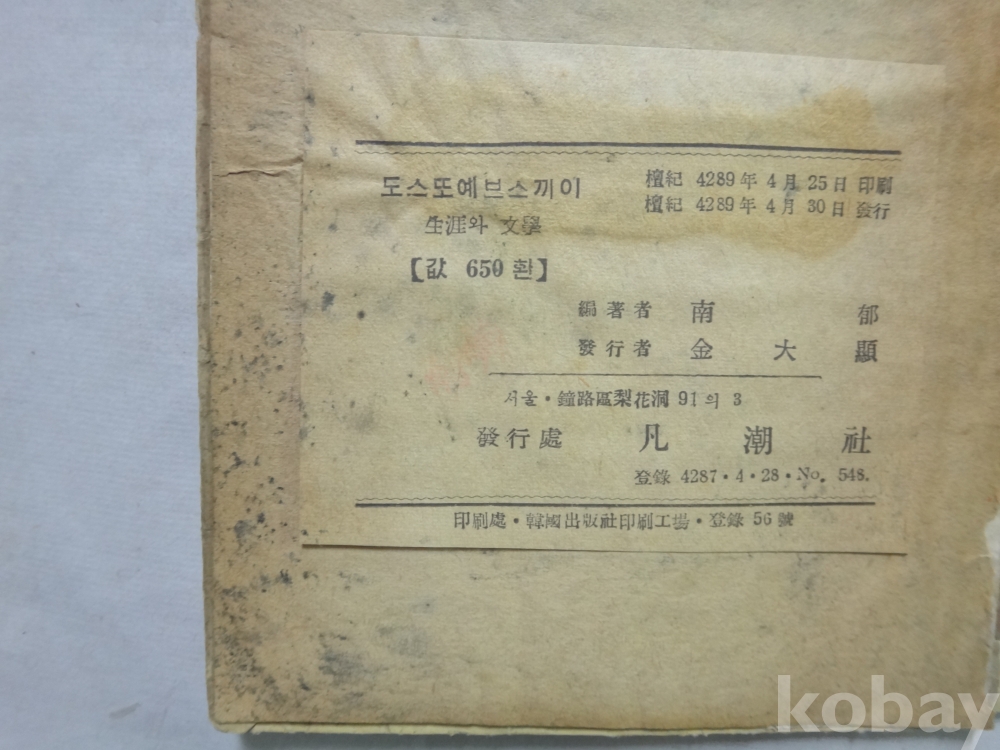 도스또예브스끼이
生涯와 文學
【값 650 환】
檀紀 4289年 4月 25日 印刷
檀紀 4289年 4月 30日 發行
編著者 南 郁
發行者 金大顯
서울・鐘路區梨花洞 91의 3
發行處 凡潮社
登錄 4287・4・28・No. 548.
印刷處・韓國出版社印刷工場・登錄 56號
kobay